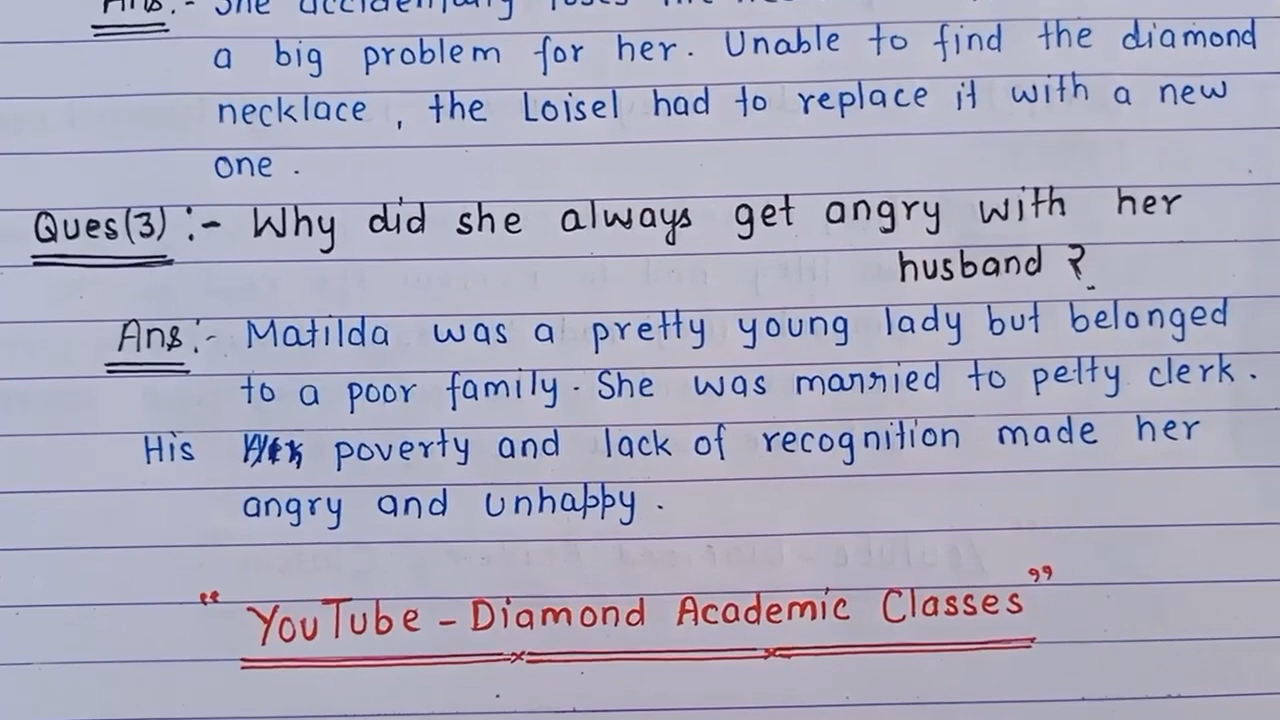 Ans:- She accidentally
a big problem for her. Unable to find the diamond
necklace, the Loisel had to replace it with a new
one.
Ques(3):- Why did she always get angry with her
husband?
Ans:- Matilda was a pretty young lady but belonged
to a poor family. She was married to petty clerk.
His poverty and lack of recognition made her
angry and unhappy.
"YouTube - Diamond Academic Classes"